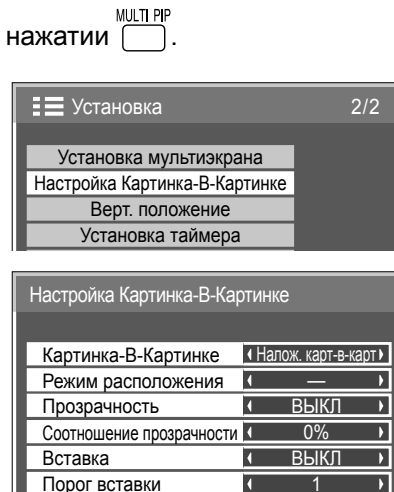 MULTI PIP
нажатии .
Установка 2/2
Установка мультиэкрана
Настройка Картинка-В-Картинке
Верт. положение
Установка таймера
Настройка Картинка-В-Картинке
Картинка-В-Картинке Налож. карт-в-карт
Режим расположения —
Прозрачность ВЫКЛ
Соотношение прозрачности 0%
Вставка ВЫКЛ
Порог вставки 1